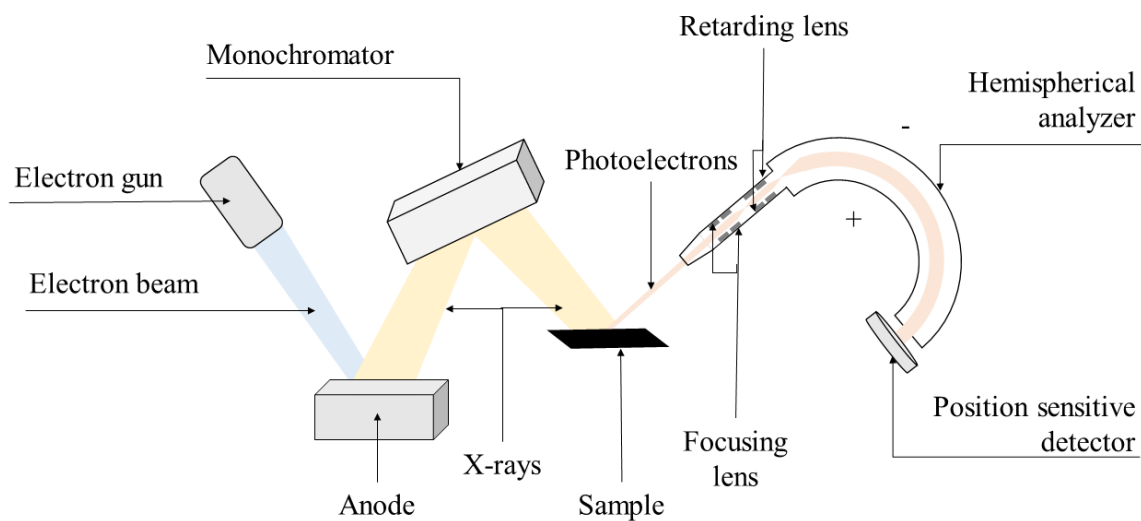 Retarding lens
Monochromator
Hemispherical
analyzer
-
Photoelectrons
Electron gun
+
Electron beam
Position sensitive
detector
Focusing
lens
X-rays
Anode
Sample